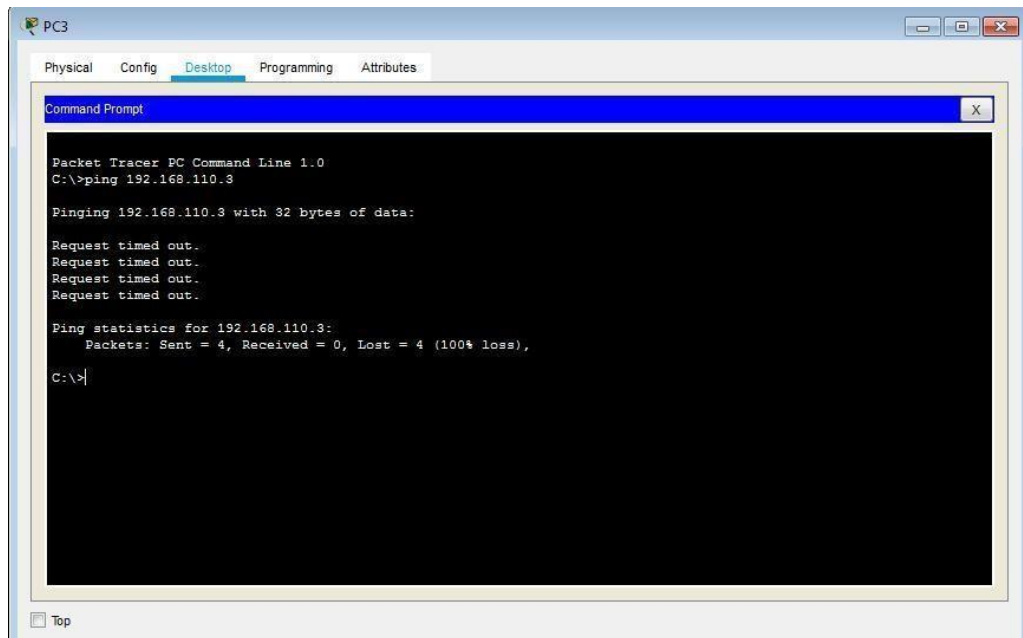 PC3
Physical Config Desktop Programming Attributes
Command Prompt
X
Packet Tracer PC Command Line 1.0
C:\>ping 192.168.110.3
Pinging 192.168.110.3 with 32 bytes of data:
Request timed out.
Request timed out.
Request timed out.
Request timed out.
Ping statistics for 192.168.110.3:
Packets: Sent = 4, Received = 0, Lost = 4 (100% loss),
C:\>
Top